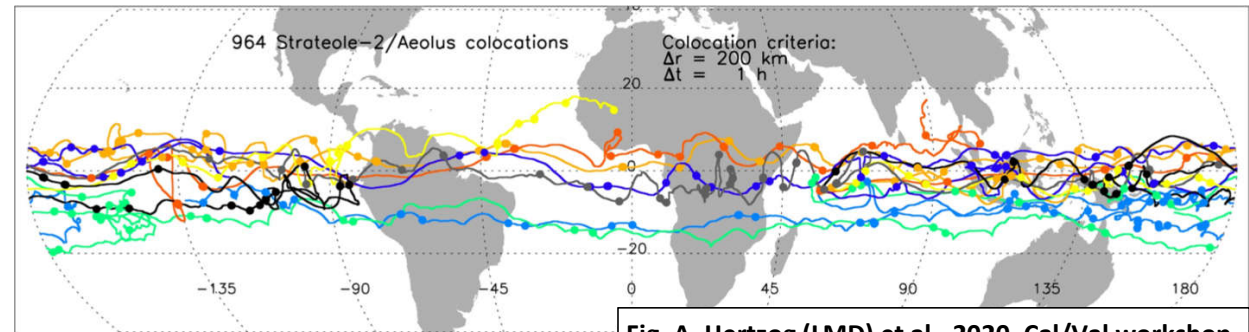 40
964 Strateole-2/Aeolus colocations
Colocation criteria:
Δr = 200 km
Δt = 1 h
20
0
-20
-135 -90 -45 0 45 90 135 180
Fig. A. Hertzog (LMD) et al., 2020, Cal/Val workshop